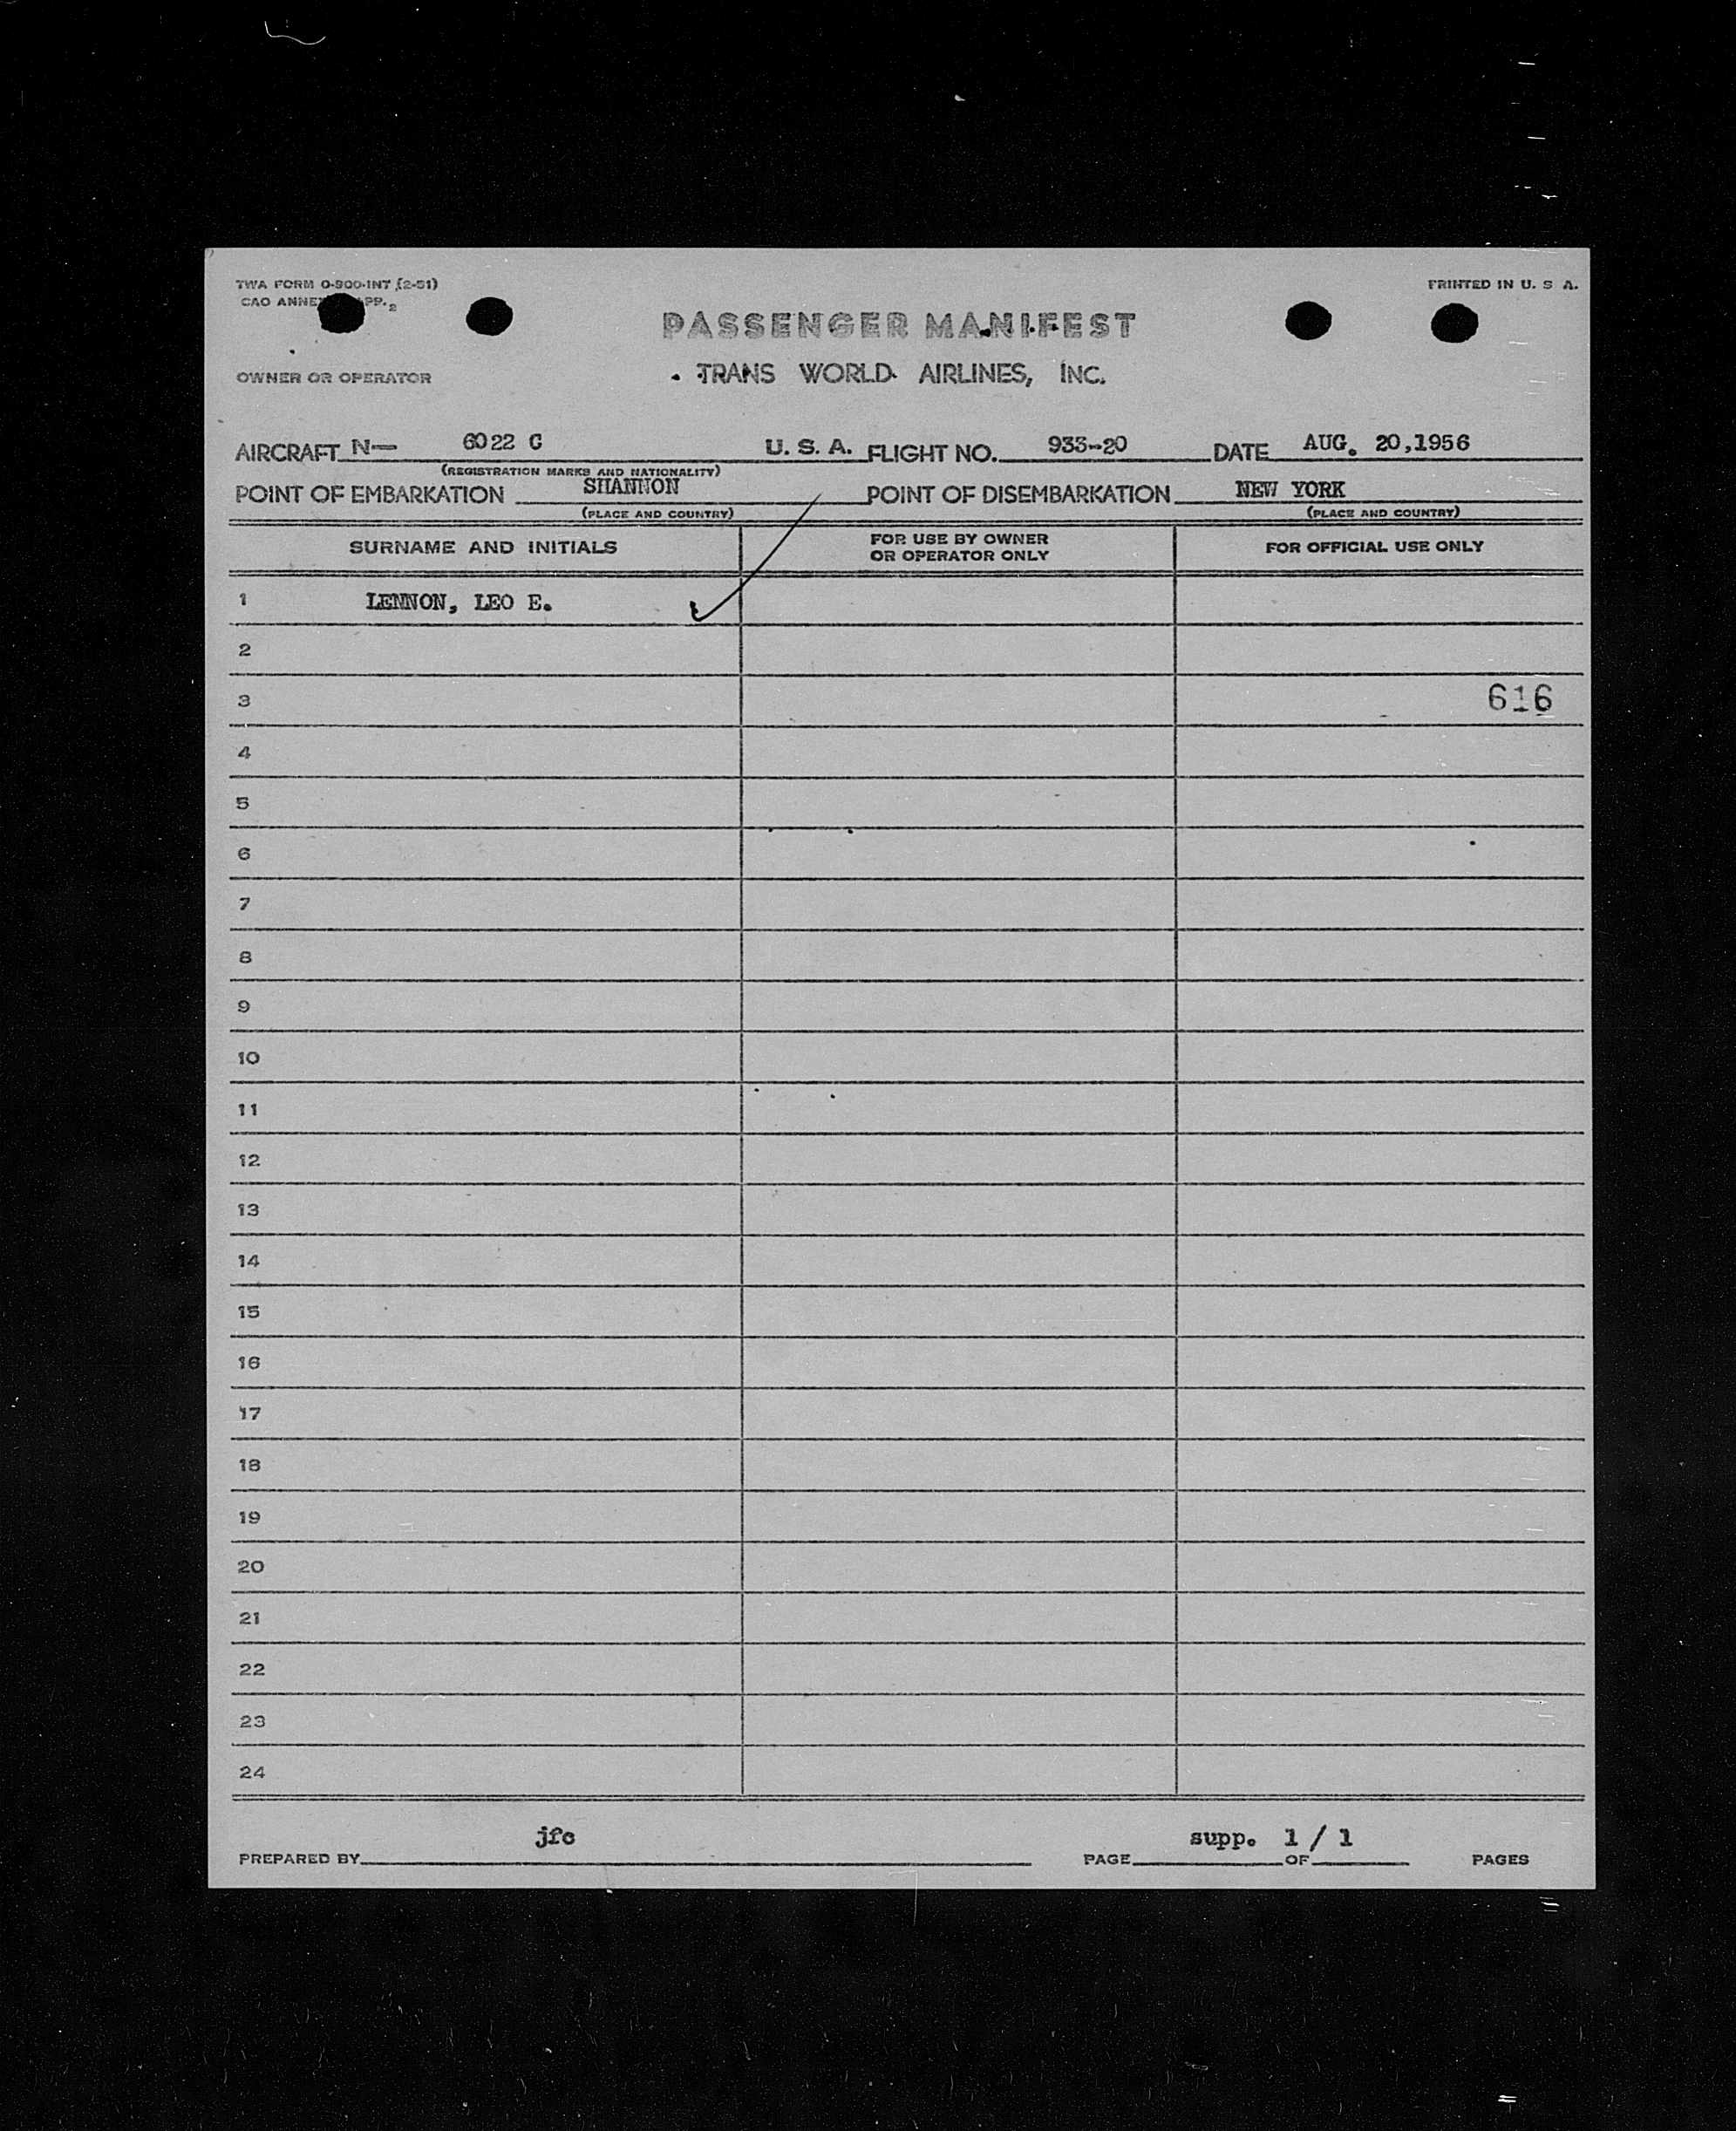 TWA FORM O-800-INT (2-51)
PRINTED IN U. S A.
CAO ANNEX APP. 2
PASSENGER MANIFEST
OWNER OR OPERATOR
TRANS WORLD AIRLINES, INC.
AIRCRAFT N— 6022 C U. S. A. FLIGHT NO. 933-20 DATE AUG. 20,1956
(REGISTRATION MARKS AND NATIONALITY)
POINT OF EMBARKATION SHANNON POINT OF DISEMBARKATION NEW YORK
(PLACE AND COUNTRY) (PLACE AND COUNTRY)
SURNAME AND INITIALS FOR USE BY OWNER OR OPERATOR ONLY FOR OFFICIAL USE ONLY
1 LENNON, LEO E.
2
3 616
4
5
6
7
8
9
10
11
12
13
14
15
16
17
18
19
20
21
22
23
24
jfc supp. 1 / 1
PREPARED BY PAGE OF PAGES